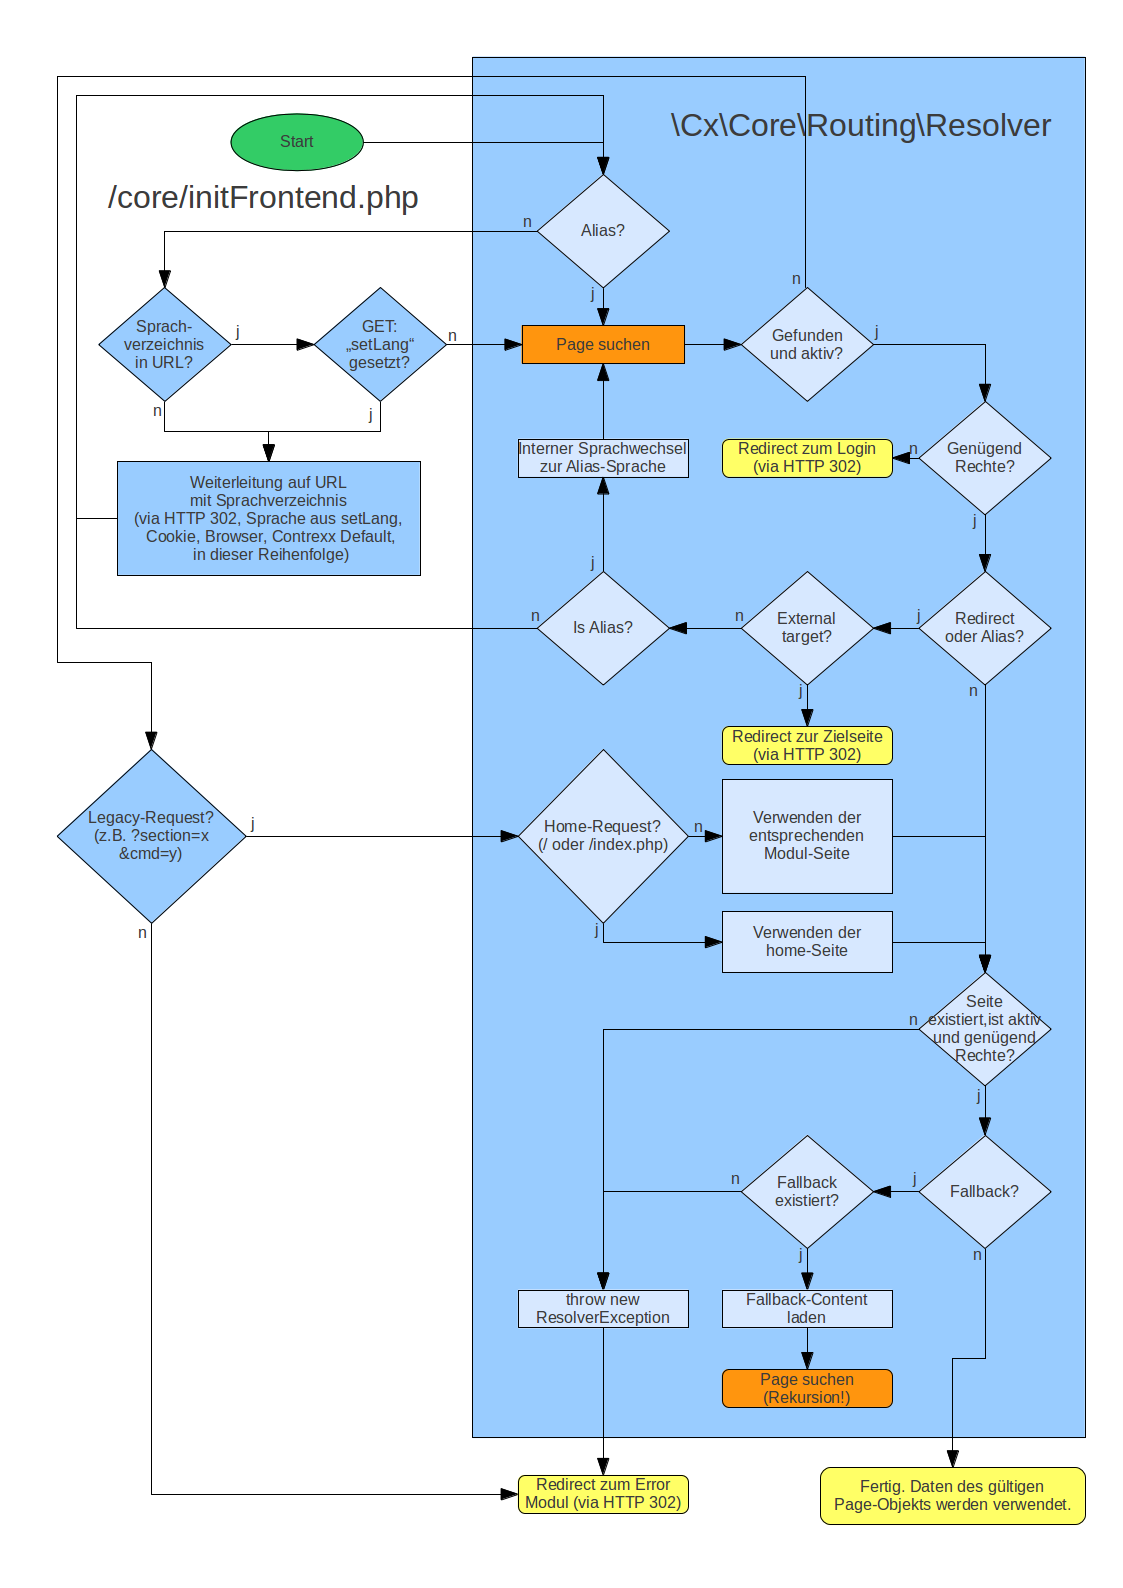 \Cx\Core\Routing\Resolver
Start
/core/initFrontend.php
n
Alias?
j
n
Sprach-
verzeichnis
in URL?
j
n
GET:
„setLang“
gesetzt?
n
j
Page suchen
Gefunden
und aktiv?
j
Interner Sprachwechsel
zur Alias-Sprache
Redirect zum Login
(via HTTP 302)
n
Genügend
Rechte?
j
Weiterleitung auf URL
mit Sprachverzeichnis
(via HTTP 302, Sprache aus setLang,
Cookie, Browser, Contrexx Default,
in dieser Reihenfolge)
j
n
Is Alias?
n
External
target?
j
j
Redirect
oder Alias?
n
Redirect zur Zielseite
(via HTTP 302)
Legacy-Request?
(z.B. ?section=x
&cmd=y)
j
n
Home-Request?
(/ oder /index.php)
n
j
Verwenden der
entsprechenden
Modul-Seite
Verwenden der
home-Seite
n
Seite
existiert,ist aktiv
und genügend
Rechte?
j
n
Fallback
existiert?
j
j
Fallback?
n
throw new
ResolverException
Fallback-Content
laden
Page suchen
(Rekursion!)
Redirect zum Error
Modul (via HTTP 302)
Fertig. Daten des gültigen
Page-Objekts werden verwendet.